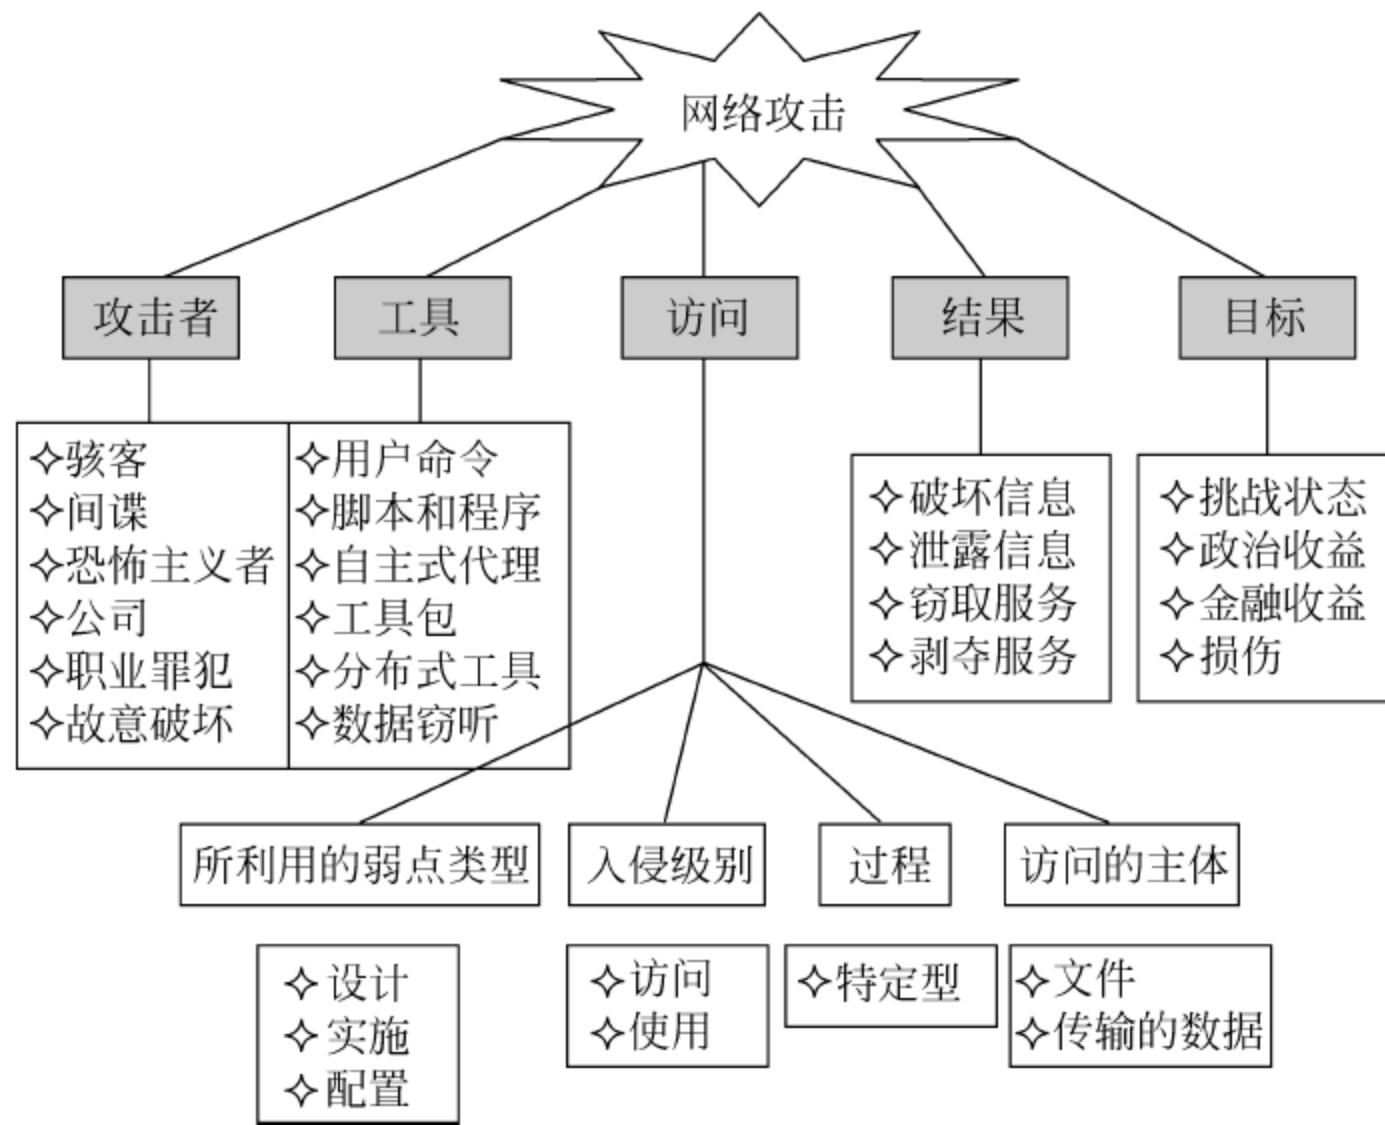 网络攻击
攻击者
工具
访问
结果
目标
✧骇客
✧间谍
✧恐怖主义者
✧公司
✧职业罪犯
✧故意破坏
✧用户命令
✧脚本和程序
✧自主式代理
✧工具包
✧分布式工具
✧数据窃听
✧破坏信息
✧泄露信息
✧窃取服务
✧剥夺服务
✧挑战状态
✧政治收益
✧金融收益
✧损伤
所利用的弱点类型
入侵级别
过程
访问的主体
✧设计
✧实施
✧配置
✧访问
✧使用
✧特定型
✧文件
✧传输的数据